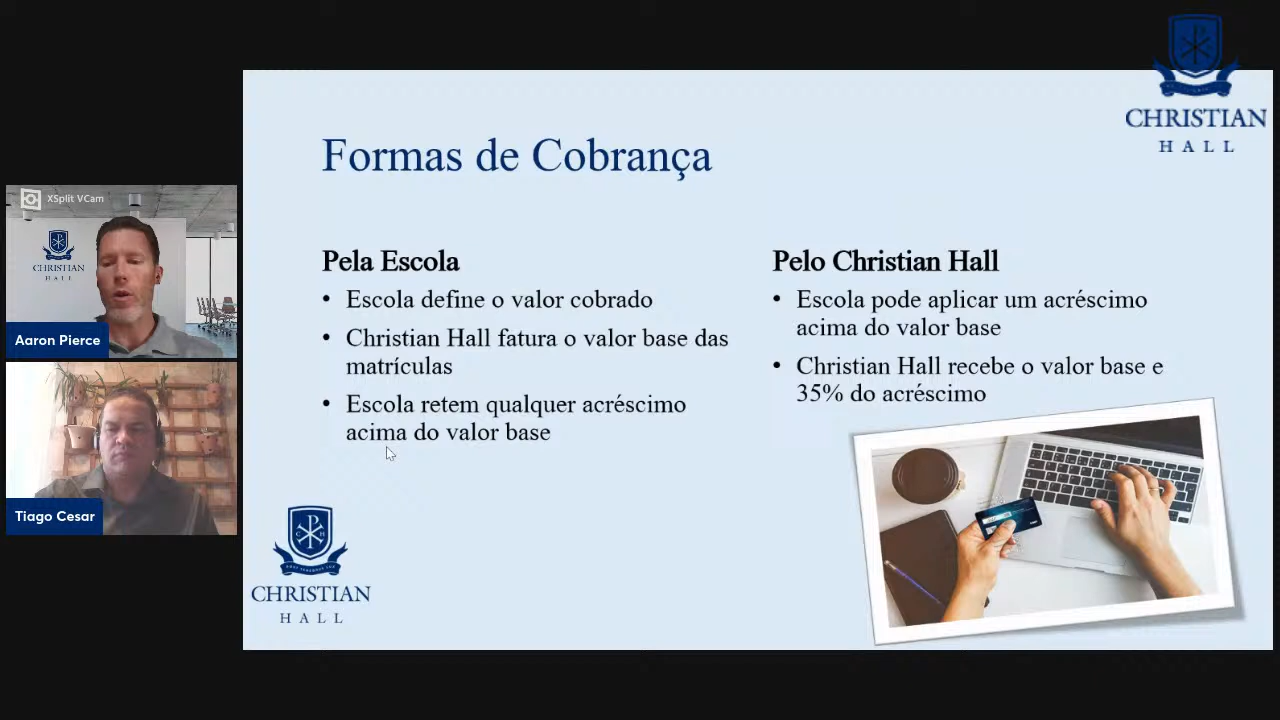 CHRISTIAN
HALL
Formas de Cobrança
Pela Escola
• Escola define o valor cobrado
• Christian Hall fatura o valor base das
matrículas
• Escola retem qualquer acréscimo
acima do valor base
Pelo Christian Hall
• Escola pode aplicar um acréscimo
acima do valor base
• Christian Hall recebe o valor base e
35% do acréscimo
XSplit VCam
CHRISTIAN
HALL
Aaron Pierce
Tiago Cesar
CHRISTIAN
HALL